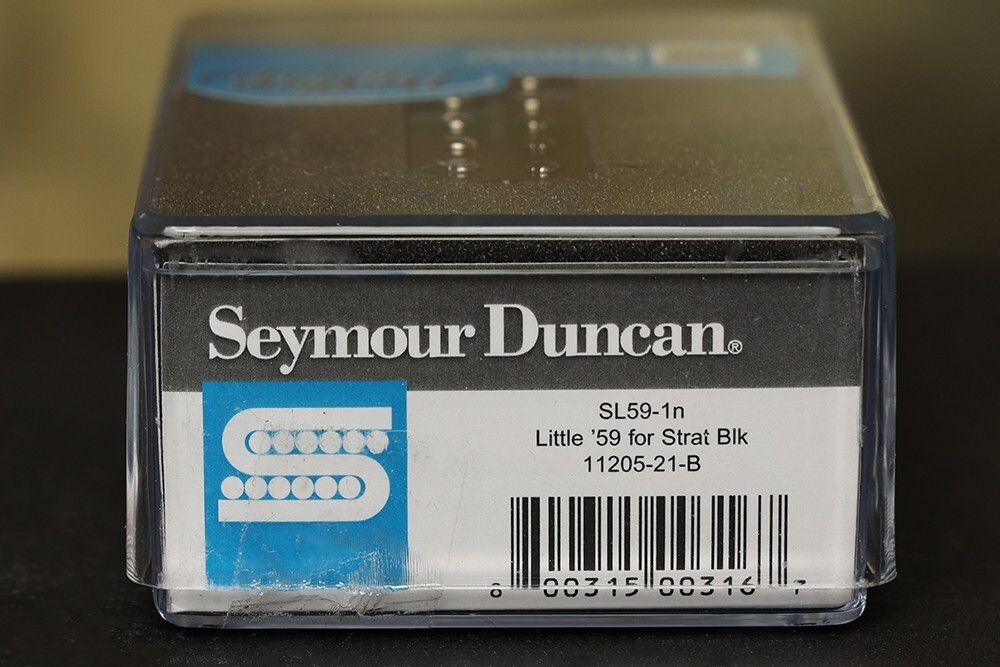 Seymour Duncan®
SL59-1n
Little ’59 for Strat Blk
11205-21-B
8 00315 00316 7